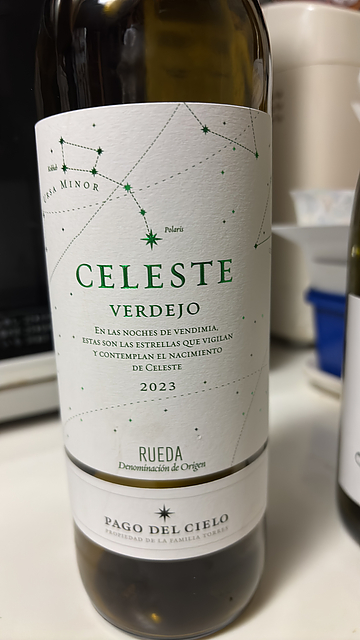 Kohab
URSA MINOR
Polaris
CELESTE
VERDEJO
EN LAS NOCHES DE VENDIMIA,
ESTAS SON LAS ESTRELLAS QUE VIGILAN
Y CONTEMPLAN EL NACIMIENTO
DE CELESTE
2023
RUEDA
Denominación de Origen
PAGO DEL CIELO
PROPIEDAD DE LA FAMILIA TORRES